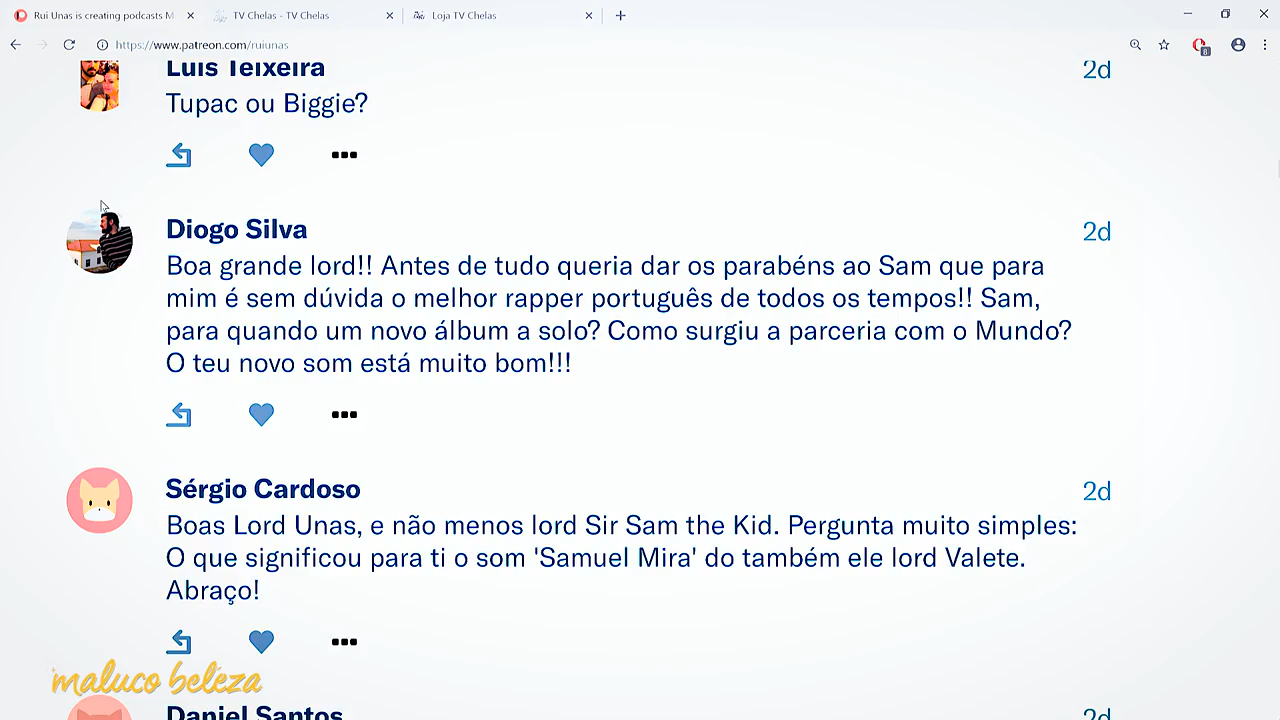 Rui Unas is creating podcasts M
TV Chelas - TV Chelas
Loja TV Chelas
https://www.patreon.com/ruiunas
8
Luis Teixeira
2d
Tupac ou Biggie?
Diogo Silva
2d
Boa grande lord!! Antes de tudo queria dar os parabéns ao Sam que para
mim é sem dúvida o melhor rapper português de todos os tempos!! Sam,
para quando um novo álbum a solo? Como surgiu a parceria com o Mundo?
O teu novo som está muito bom!!!
Sérgio Cardoso
2d
Boas Lord Unas, e não menos lord Sir Sam the Kid. Pergunta muito simples:
O que significou para ti o som 'Samuel Mira' do também ele lord Valete.
Abraço!
maluco beleza
Daniel Santos
2d